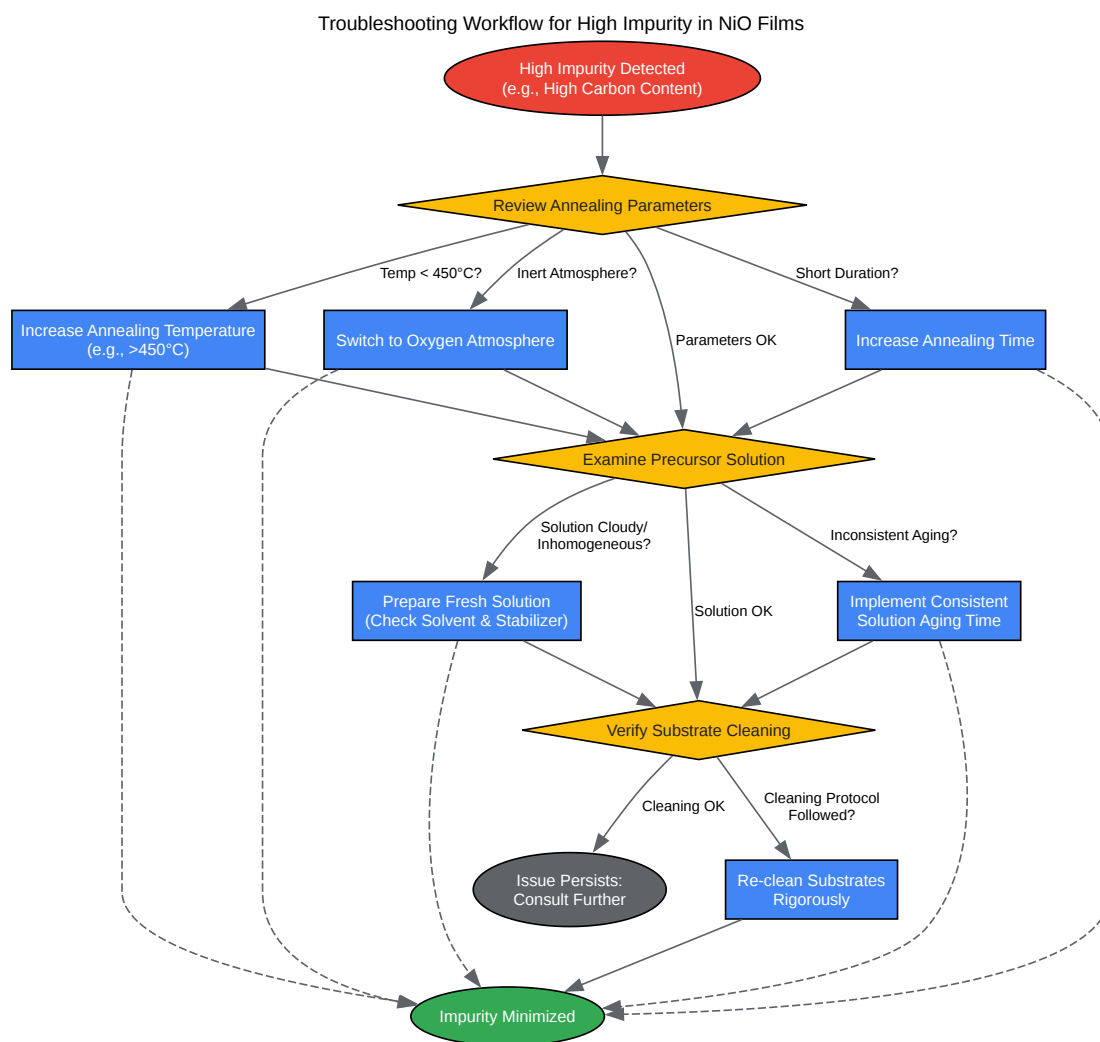 Troubleshooting Workflow for High Impurity in NiO Films
High Impurity Detected
(e.g., High Carbon Content)
Review Annealing Parameters
Temp < 450°C?
Inert Atmosphere?
Short Duration?
Increase Annealing Temperature
(e.g., >450°C)
Switch to Oxygen Atmosphere
Parameters OK
Increase Annealing Time
Examine Precursor Solution
Solution Cloudy/
Inhomogeneous?
Inconsistent Aging?
Prepare Fresh Solution
(Check Solvent & Stabilizer)
Solution OK
Implement Consistent
Solution Aging Time
Verify Substrate Cleaning
Cleaning OK
Cleaning Protocol
Followed?
Issue Persists:
Consult Further
Re-clean Substrates
Rigorously
Impurity Minimized